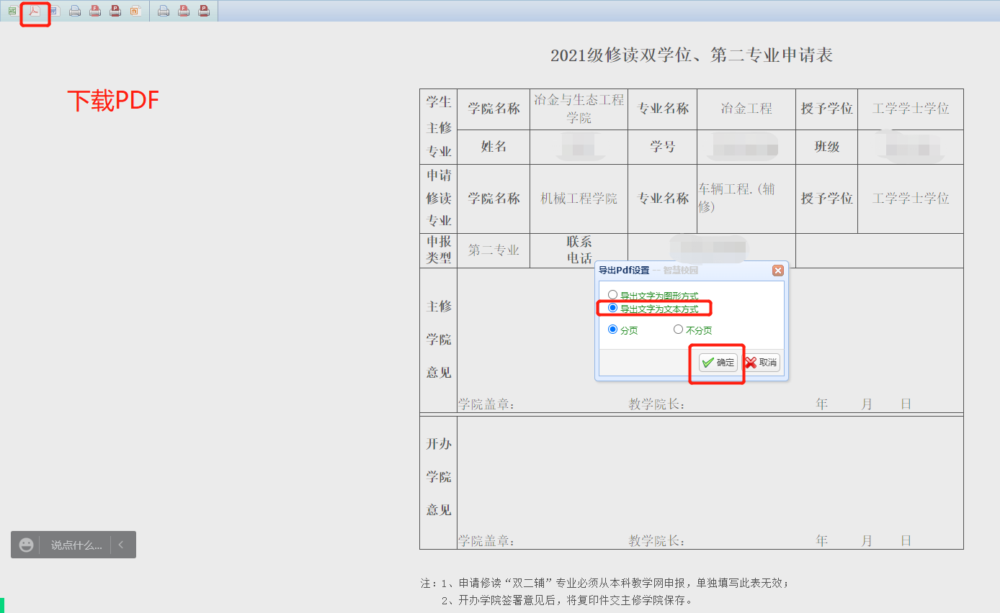 下载PDF
2021级修读双学位、第二专业申请表
学生
主修
专业
学院名称
冶金与生态工程
学院
专业名称
冶金工程
授予学位
工学学士学位
姓名
学号
班级
申请
修读
专业
学院名称
机械工程学院
专业名称
车辆工程.(辅
修)
授予学位
工学学士学位
申报
类型
第二专业
联系
电话
导出Pdf设置 -- 智慧校园
导出文字为图形方式
导出文字为文本方式
分页 不分页
确定 取消
主修
学院
意见
学院盖章: 教学院长: 年 月 日
开办
学院
意见
学院盖章: 教学院长: 年 月 日
说点什么...
注:1、申请修读“双二辅”专业必须从本科教学网申报，单独填写此表无效；
2、开办学院签署意见后，将复印件交主修学院保存。